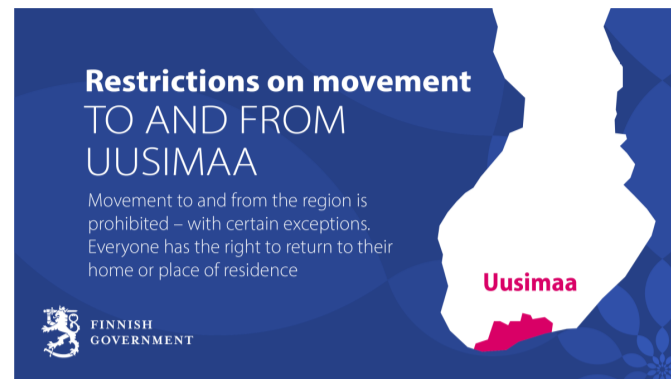 Restrictions on movement
TO AND FROM
UUSIMAA
Movement to and from the region is
prohibited – with certain exceptions.
Everyone has the right to return to their
home or place of residence
Uusimaa
FINNISH
GOVERNMENT